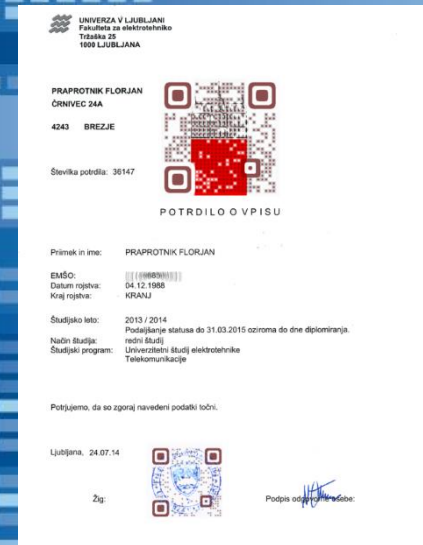 UNIVERZA V LJUBLJANI
Fakulteta za elektrotehniko
Tržaška 25
1000 LJUBLJANA
PRAPROTNIK FLORJAN
ČRNIVEC 24A
4243 BREZJE
Številka potrdila: 36147
POTRDILO O VPISU
Priimek in ime: PRAPROTNIK FLORJAN
EMŠO:
Datum rojstva: 04.12.1988
Kraj rojstva: KRANJ
Študijsko leto: 2013 / 2014
Podaljšanje statusa do 31.03.2015 oziroma do dne diplomiranja.
Način študija: redni študij
Študijski program: Univerzitetni študij elektrotehnike
Telekomunikacije
Potrjujemo, da so zgoraj navedeni podatki točni.
Ljubljana, 24.07.14
Žig: Podpis odgovorne osebe: